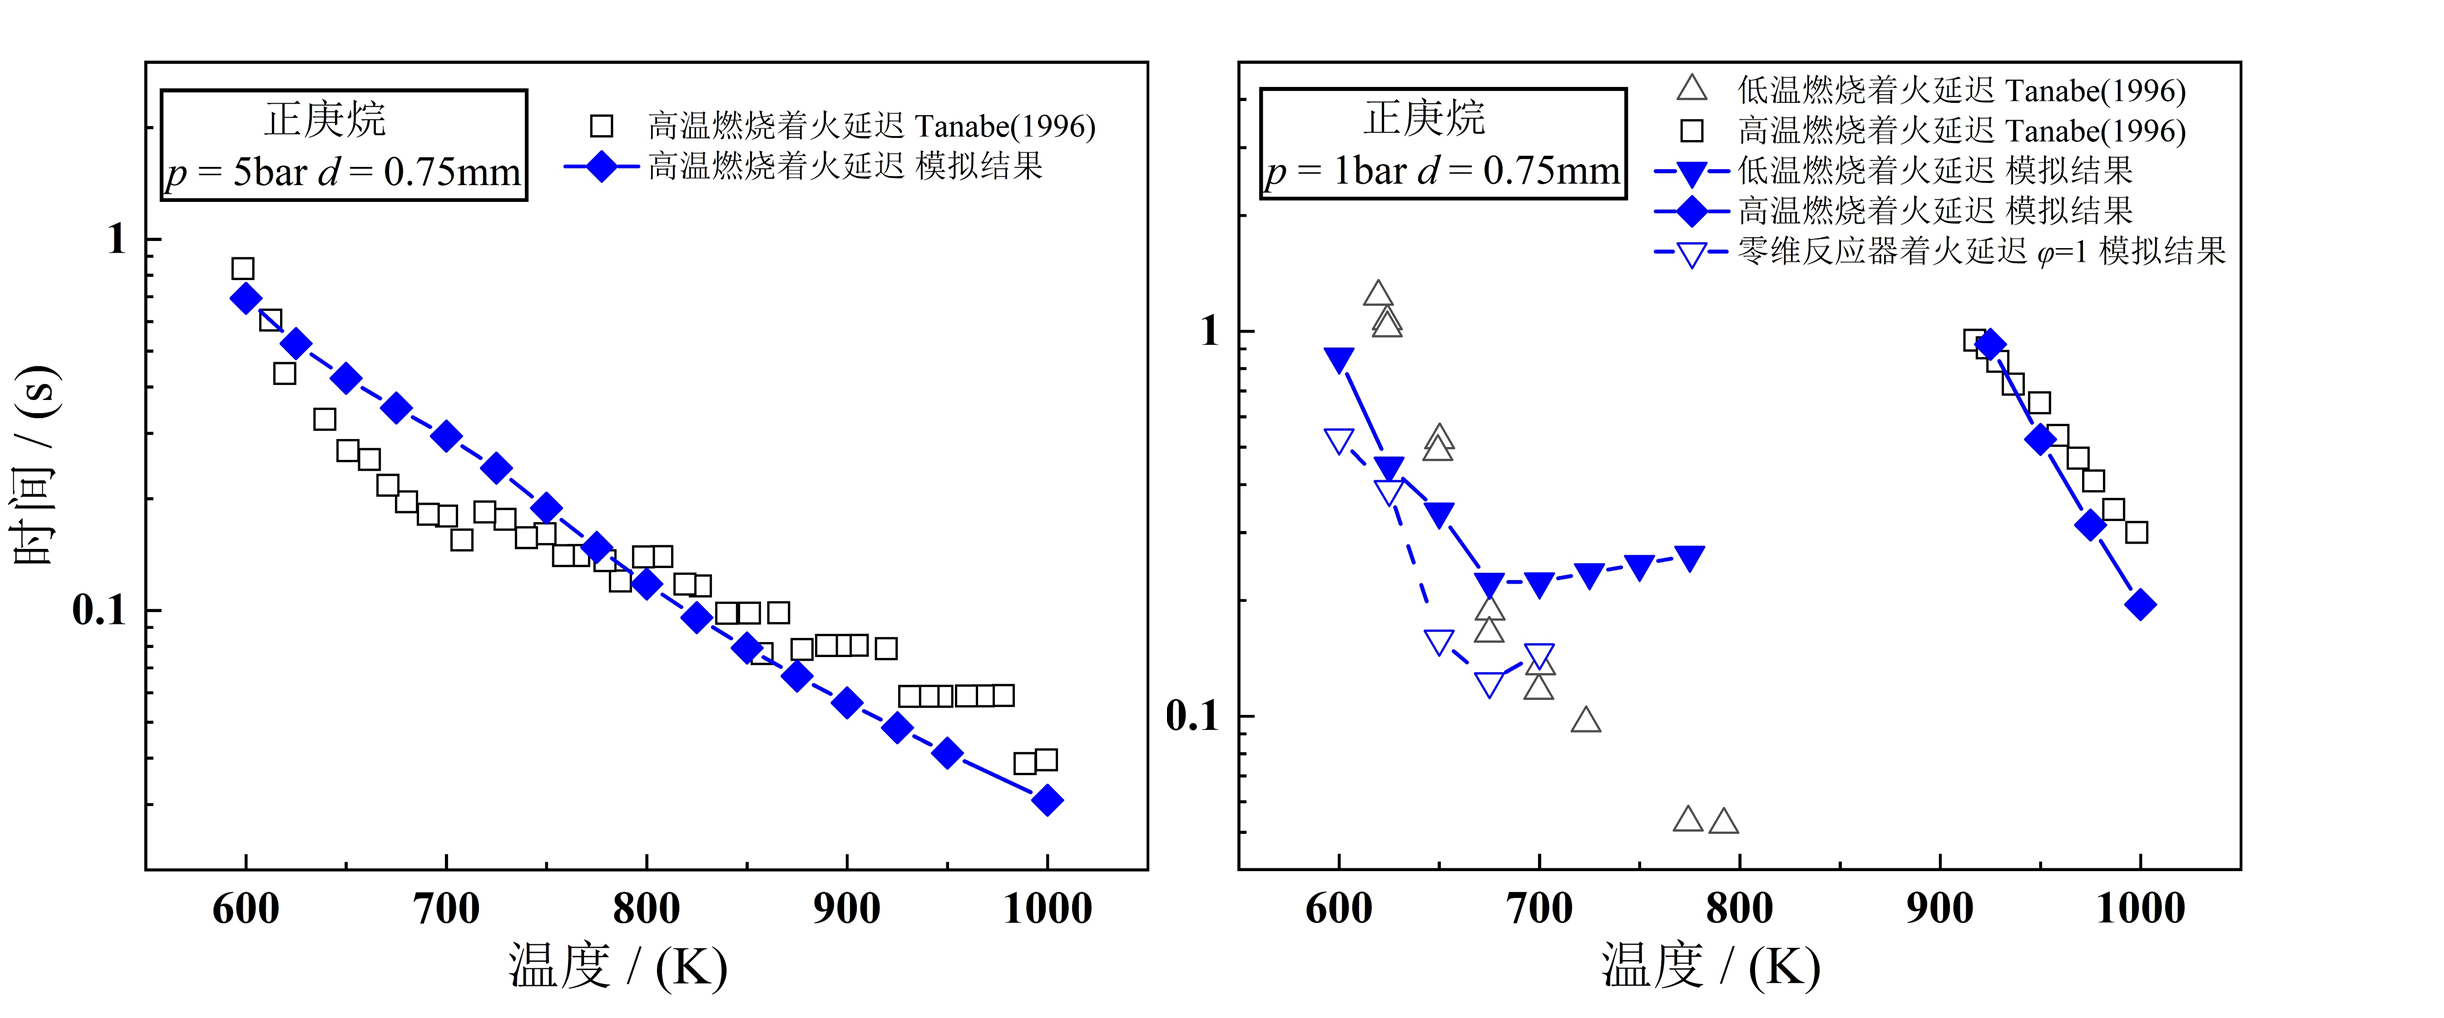 正庚烷
p = 5bar d = 0.75mm
高温燃烧着火延迟 Tanabe(1996)
高温燃烧着火延迟 模拟结果
时间 / (s)
1
0.1
600 700 800 900 1000
温度 / (K)
正庚烷
p = 1bar d = 0.75mm
低温燃烧着火延迟 Tanabe(1996)
高温燃烧着火延迟 Tanabe(1996)
低温燃烧着火延迟 模拟结果
高温燃烧着火延迟 模拟结果
零维反应器着火延迟 φ=1 模拟结果
1
0.1
600 700 800 900 1000
温度 / (K)